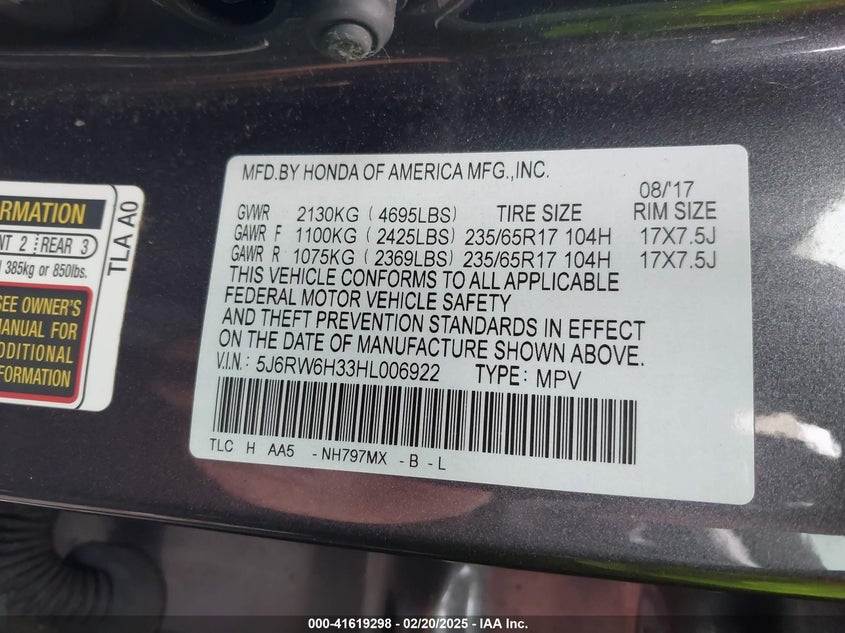 MFD.BY HONDA OF AMERICA MFG.,INC.
08/'17
GVWR 2130KG ( 4695LBS) TIRE SIZE RIM SIZE
GAWR F 1100KG ( 2425LBS) 235/65R17 104H 17X7.5J
GAWR R 1075KG ( 2369LBS) 235/65R17 104H 17X7.5J
THIS VEHICLE CONFORMS TO ALL APPLICABLE
FEDERAL MOTOR VEHICLE SAFETY
AND THEFT PREVENTION STANDARDS IN EFFECT
ON THE DATE OF MANUFACTURE SHOWN ABOVE.
V.I.N.: 5J6RW6H33HL006922 TYPE: MPV
TLC H AA5 -NH797MX -B -L
RMATION
NT 2 REAR 3
385kg or 850lbs.
TLA A0
SEE OWNER'S
MANUAL FOR
DDITIONAL
FORMATION
000-41619298 — 02/20/2025 — IAA Inc.